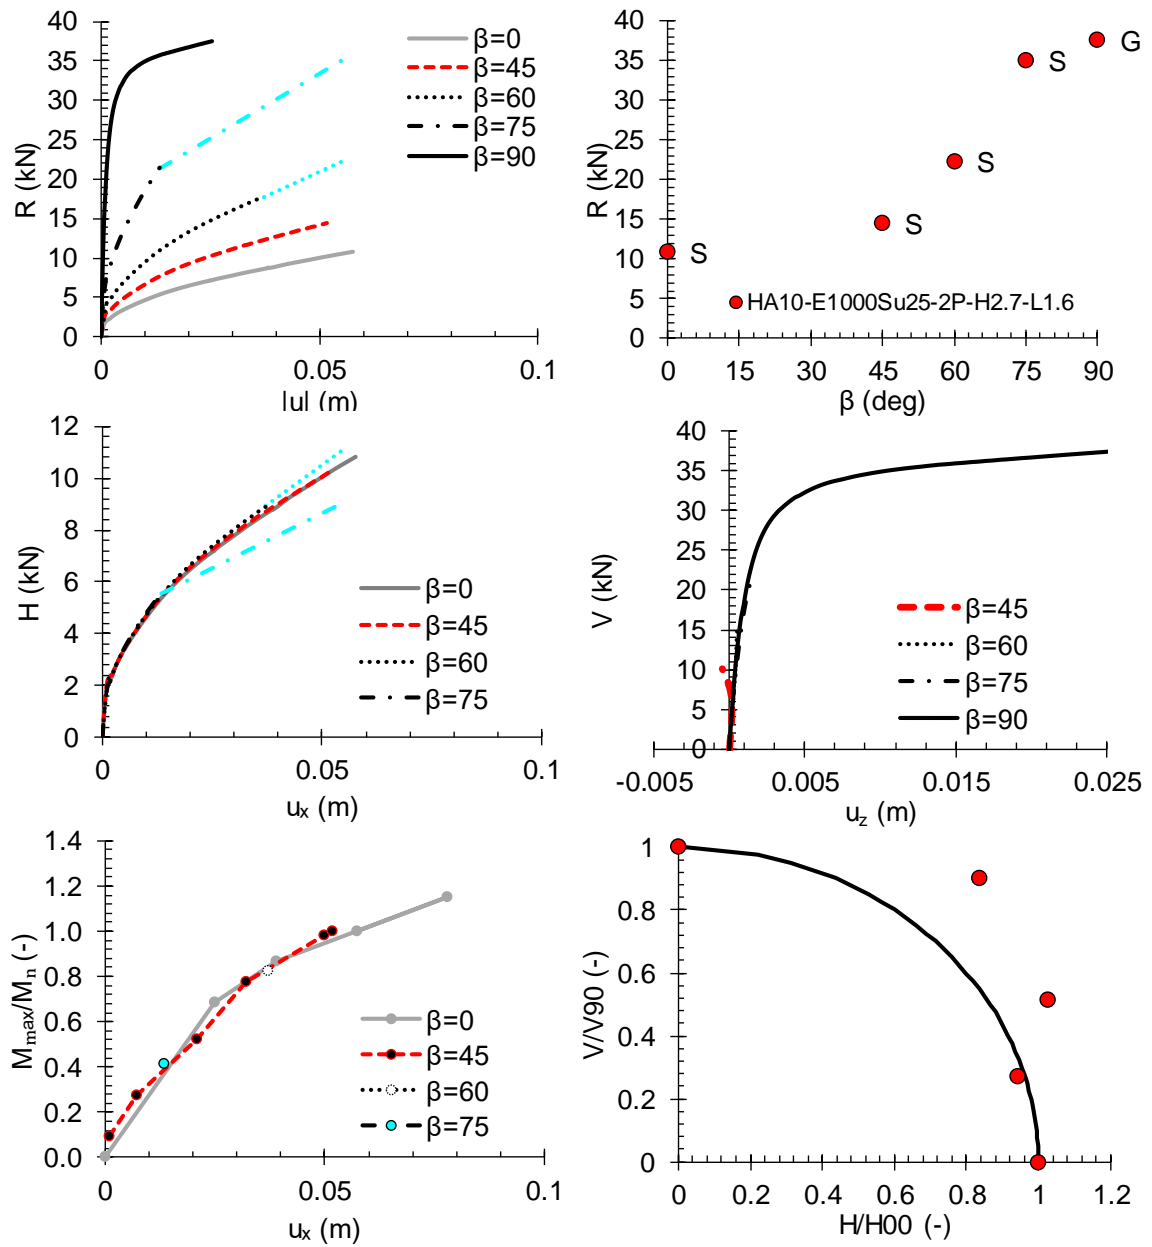 40
35
30
25
20
15
10
5
0
R (kN)
β=0
β=45
β=60
β=75
β=90
0
0.05
0.1
|u| (m)
40
35
30
25
20
15
10
5
0
R (kN)
G
S
S
S
S
HA10-E1000Su25-2P-H2.7-L1.6
0 15 30 45 60 75 90
β (deg)
12
10
8
6
4
2
0
H (kN)
β=0
β=45
β=60
β=75
0
0.05
0.1
uₓ (m)
40
35
30
25
20
15
10
5
0
V (kN)
β=45
β=60
β=75
β=90
-0.005 0.005 0.015 0.025
u_z (m)
1.4
1.2
1.0
0.8
0.6
0.4
0.2
0.0
M_max/M_n (-)
β=0
β=45
β=60
β=75
0
0.05
0.1
uₓ (m)
1
0.8
0.6
0.4
0.2
0
V/V90 (-)
0 0.2 0.4 0.6 0.8 1 1.2
H/H00 (-)